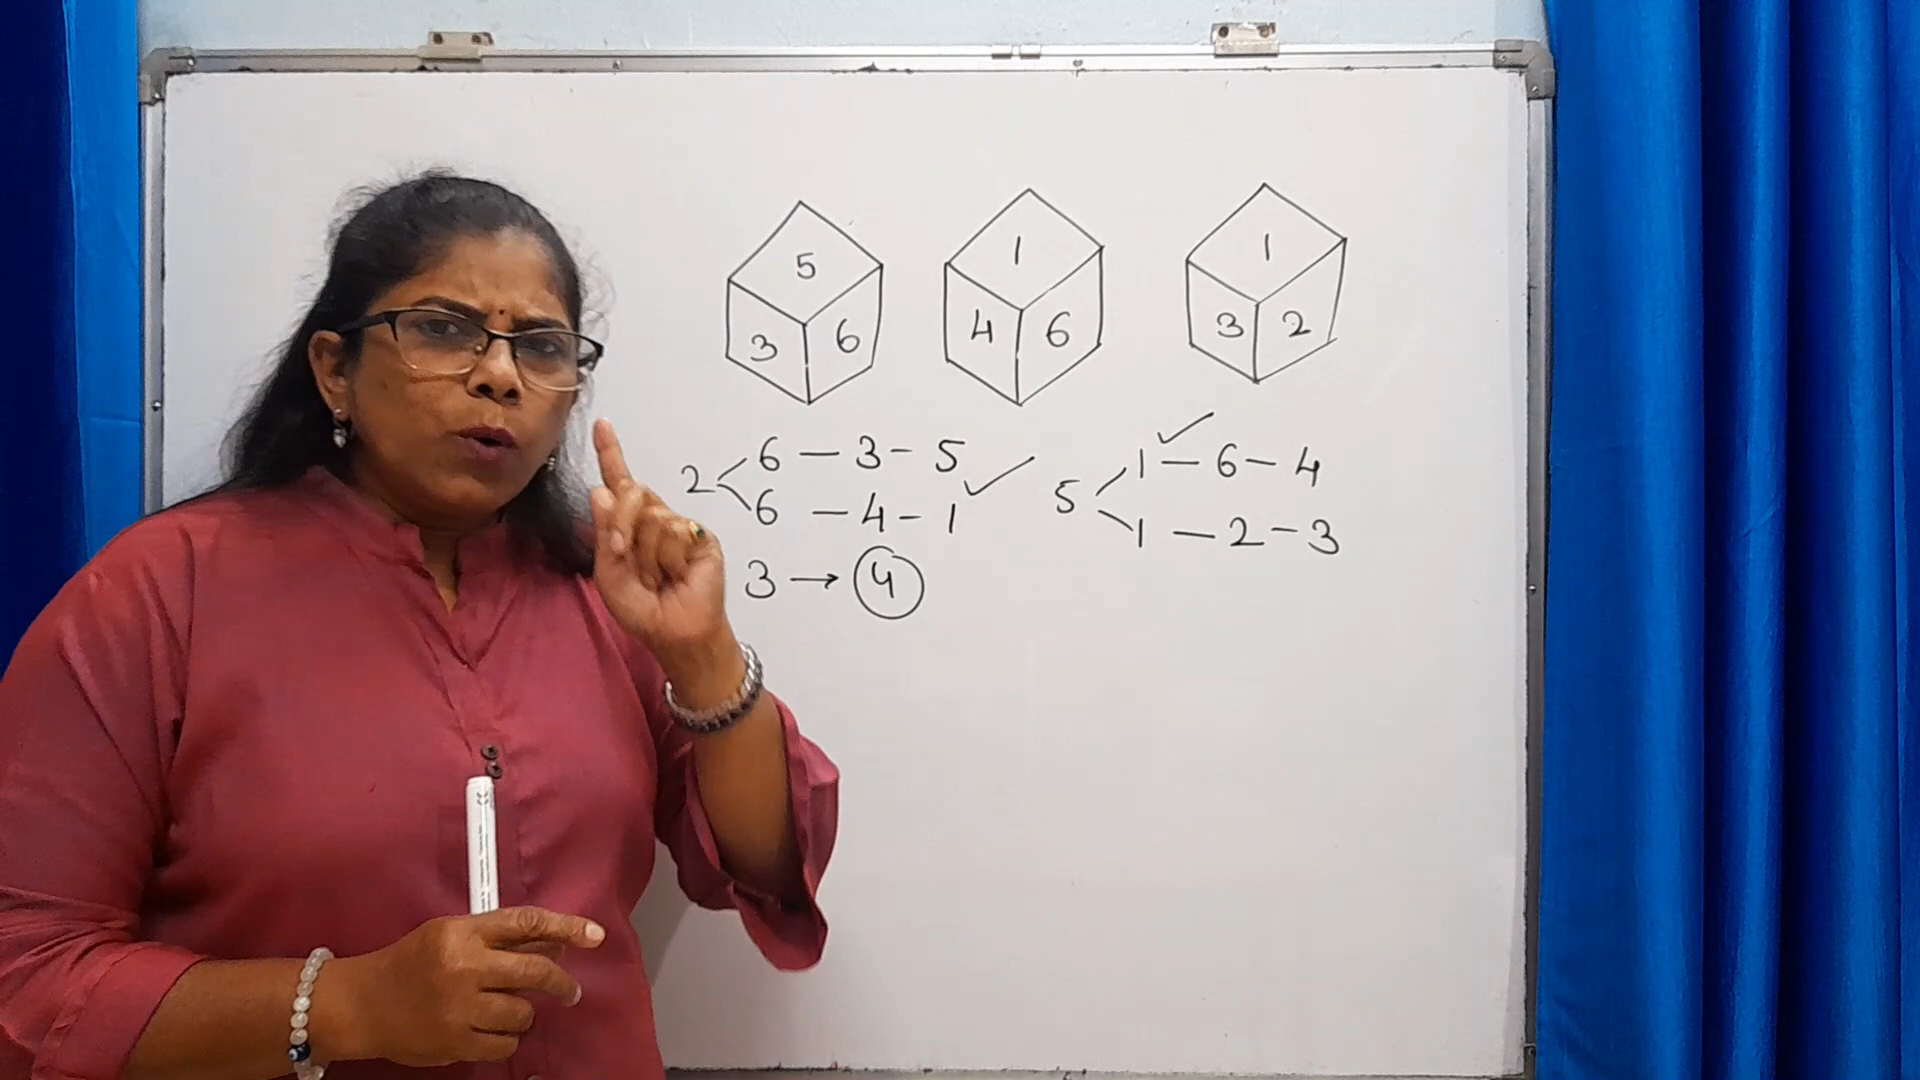 5
3 6
1
4 6
1
3 2
2 < 6 — 3 - 5
6 — 4 - 1 ✓
3 → 4
5 < 1 — 6 — 4 ✓
1 — 2 — 3